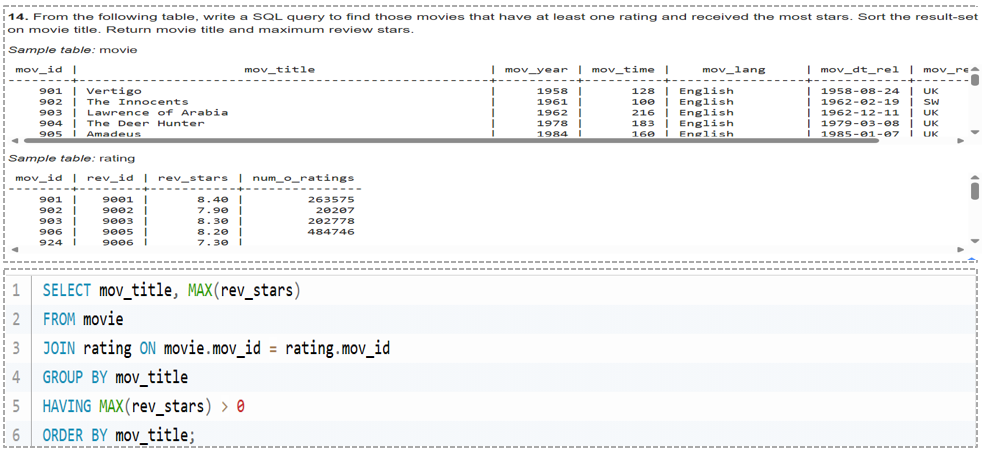 14. From the following table, write a SQL query to find those movies that have at least one rating and received the most stars. Sort the result-set
on movie title. Return movie title and maximum review stars.
Sample table: movie
mov_id | mov_title | mov_year | mov_time | mov_lang | mov_dt_rel | mov_re
901 | Vertigo | 1958 | 128 | English | 1958-08-24 | UK
902 | The Innocents | 1961 | 100 | English | 1962-02-19 | SW
903 | Lawrence of Arabia | 1962 | 216 | English | 1962-12-11 | UK
904 | The Deer Hunter | 1978 | 183 | English | 1979-03-08 | UK
905 | Amadeus | 1984 | 160 | English | 1985-01-07 | UK
Sample table: rating
mov_id | rev_id | rev_stars | num_o_ratings
901 | 9001 | 8.40 | 263575
902 | 9002 | 7.90 | 20207
903 | 9003 | 8.30 | 202778
906 | 9005 | 8.20 | 484746
924 | 9006 | 7.30 |
1 SELECT mov_title, MAX(rev_stars)
2 FROM movie
3 JOIN rating ON movie.mov_id = rating.mov_id
4 GROUP BY mov_title
5 HAVING MAX(rev_stars) > 0
6 ORDER BY mov_title;